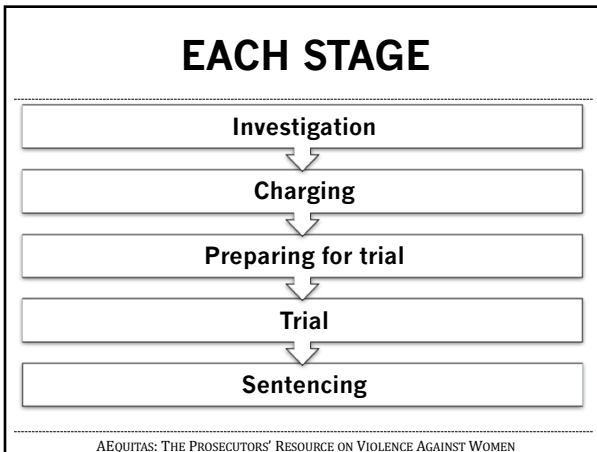 EACH STAGE
Investigation
Charging
Preparing for trial
Trial
Sentencing
AEQUITAS: THE PROSECUTORS' RESOURCE ON VIOLENCE AGAINST WOMEN